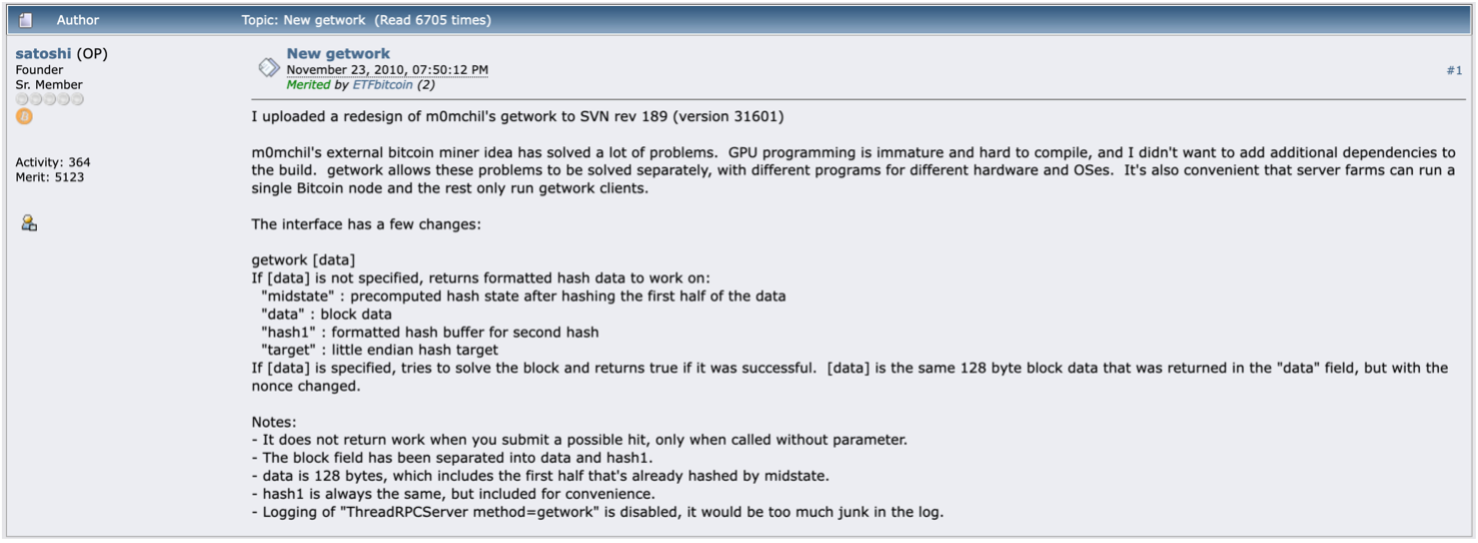 Author Topic: New getwork (Read 6705 times)
satoshi (OP)
Founder
Sr. Member
Activity: 364
Merit: 5123
New getwork
November 23, 2010, 07:50:12 PM
Merited by ETFbitcoin (2)
#1
I uploaded a redesign of m0mchil's getwork to SVN rev 189 (version 31601)
m0mchil's external bitcoin miner idea has solved a lot of problems. GPU programming is immature and hard to compile, and I didn't want to add additional dependencies to
the build. getwork allows these problems to be solved separately, with different programs for different hardware and OSes. It's also convenient that server farms can run a
single Bitcoin node and the rest only run getwork clients.
The interface has a few changes:
getwork [data]
If [data] is not specified, returns formatted hash data to work on:
"midstate" : precomputed hash state after hashing the first half of the data
"data" : block data
"hash1" : formatted hash buffer for second hash
"target" : little endian hash target
If [data] is specified, tries to solve the block and returns true if it was successful. [data] is the same 128 byte block data that was returned in the "data" field, but with the
nonce changed.
Notes:
- It does not return work when you submit a possible hit, only when called without parameter.
- The block field has been separated into data and hash1.
- data is 128 bytes, which includes the first half that's already hashed by midstate.
- hash1 is always the same, but included for convenience.
- Logging of "ThreadRPCServer method=getwork" is disabled, it would be too much junk in the log.